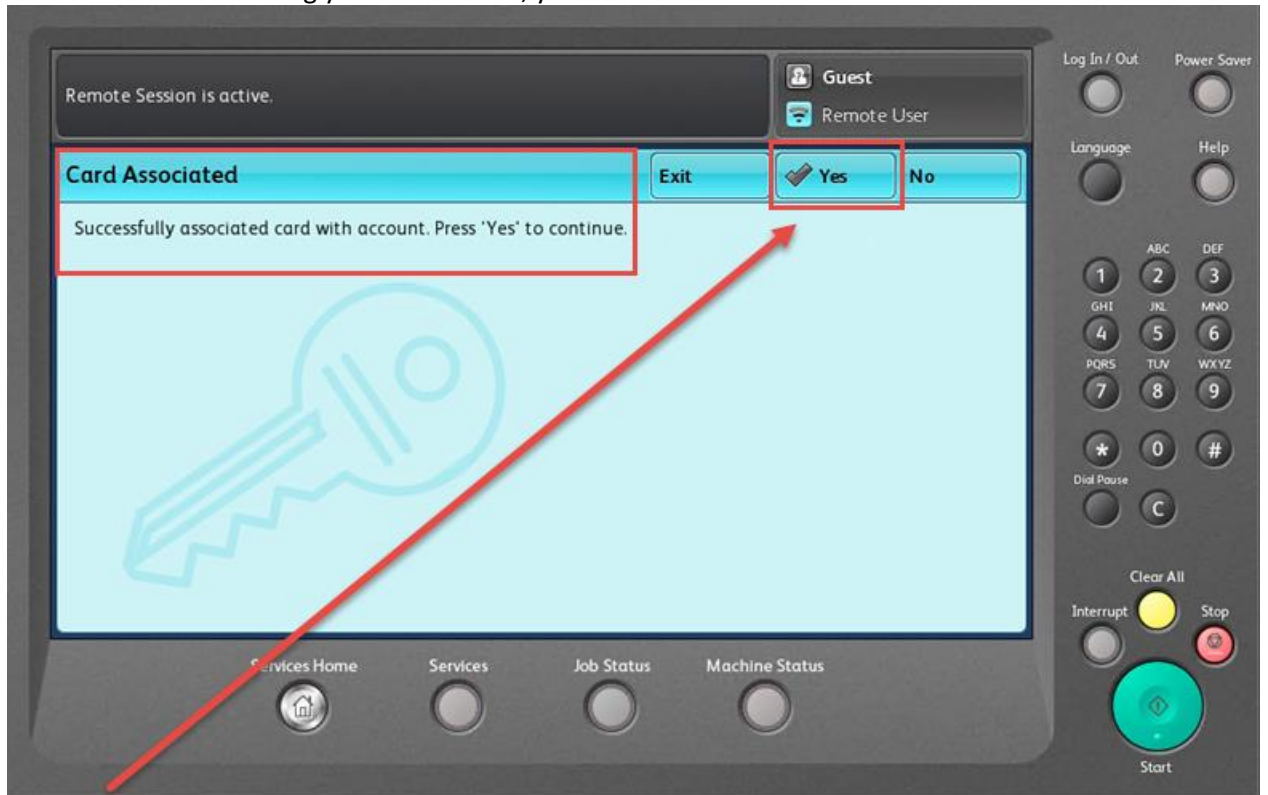 Remote Session is active.
Guest
Remote User
Card Associated
Exit
Yes
No
Successfully associated card with account. Press 'Yes' to continue.
Services Home
Services
Job Status
Machine Status
Log In / Out
Power Saver
Language
Help
ABC
DEF
1
2
3
GHI
JKL
MNO
4
5
6
PQRS
TUV
WXYZ
7
8
9
*
0
#
Dial Pause
C
Clear All
Interrupt
Stop
Start